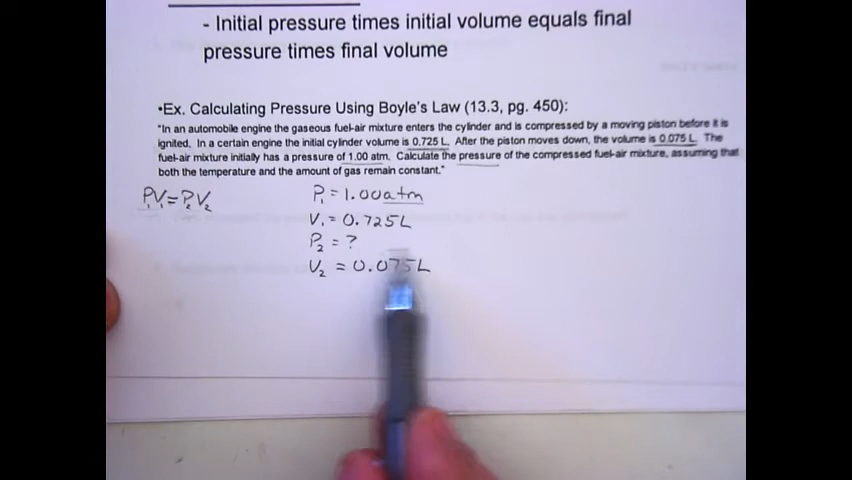 - Initial pressure times initial volume equals final
pressure times final volume
•Ex. Calculating Pressure Using Boyle's Law (13.3, pg. 450):
"In an automobile engine the gaseous fuel-air mixture enters the cylinder and is compressed by a moving piston before it is
ignited. In a certain engine the initial cylinder volume is 0.725 L. After the piston moves down, the volume is 0.075 L. The
fuel-air mixture initially has a pressure of 1.00 atm. Calculate the pressure of the compressed fuel-air mixture, assuming that
both the temperature and the amount of gas remain constant."
P₁V₁=P₂V₂
P₁ = 1.00atm
V₁ = 0.725L
P₂ = ?
V₂ = 0.075L